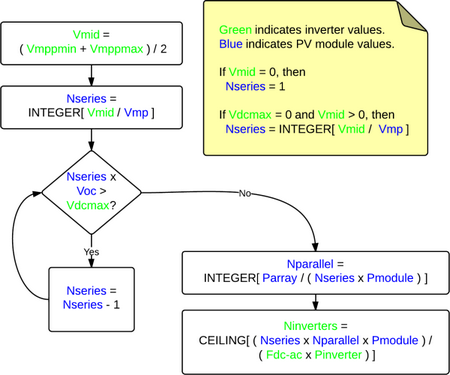 Vmid =
( Vmppmin + Vmppmax ) / 2
Nseries =
INTEGER[ Vmid / Vmp ]
Nseries x
Voc >
Vdcmax?
No
Yes
Nseries =
Nseries - 1
Nparallel =
INTEGER[ Parray / ( Nseries x Pmodule ) ]
Ninverters =
CEILING[ ( Nseries x Nparallel x Pmodule ) /
( Fdc-ac x Pinverter ) ]
Green indicates inverter values.
Blue indicates PV module values.
If Vmid = 0, then
Nseries = 1
If Vdcmax = 0 and Vmid > 0, then
Nseries = INTEGER[ Vmid / Vmp ]